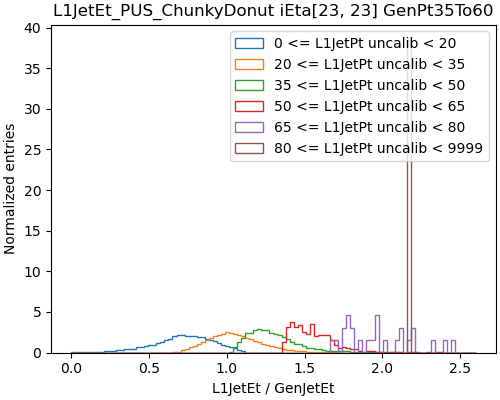 L1JetEt_PUS_ChunkyDonut iEta[23, 23] GenPt35To60
40
35
30
25
20
15
10
5
0
Normalized entries
0 <= L1JetPt uncalib < 20
20 <= L1JetPt uncalib < 35
35 <= L1JetPt uncalib < 50
50 <= L1JetPt uncalib < 65
65 <= L1JetPt uncalib < 80
80 <= L1JetPt uncalib < 9999
0.0 0.5 1.0 1.5 2.0 2.5
L1JetEt / GenJetEt